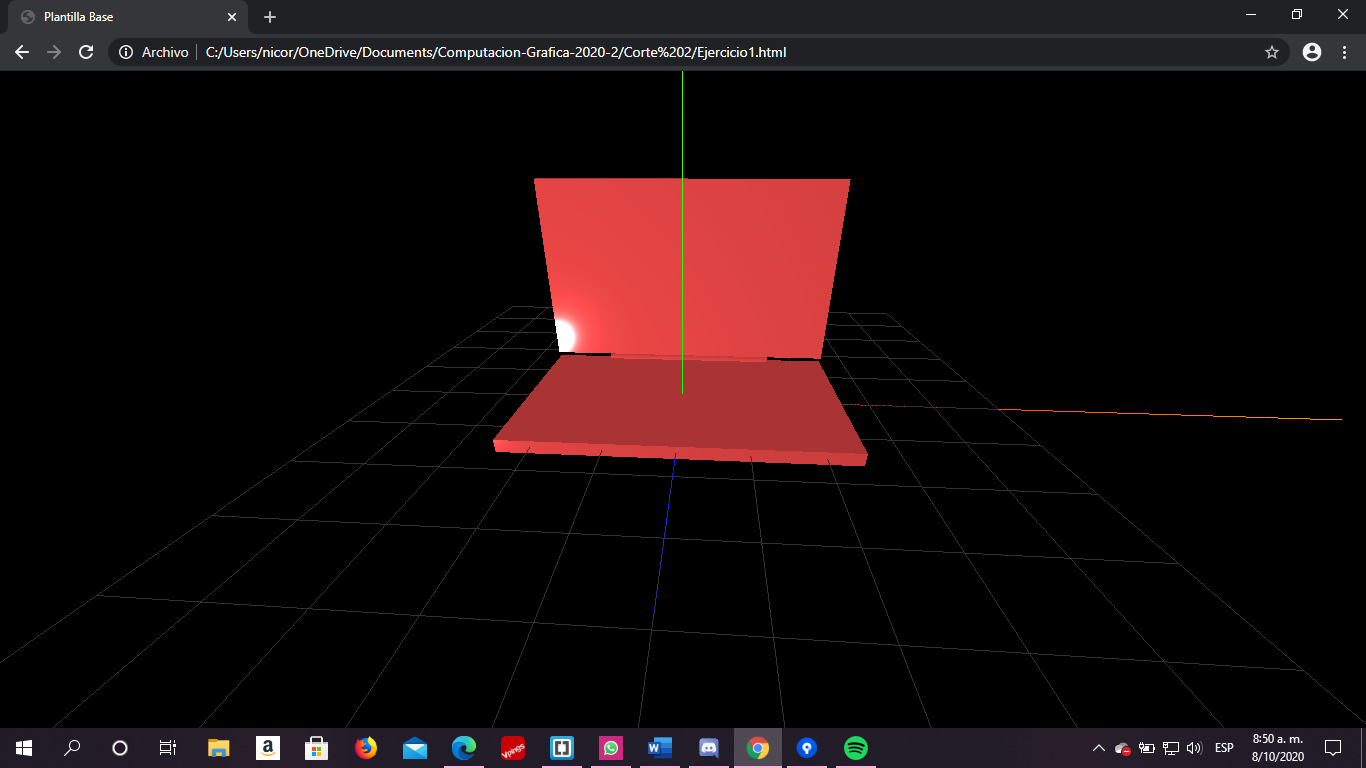 Plantilla Base
Archivo C:/Users/nicor/OneDrive/Documents/Computacion-Grafica-2020-2/Corte%202/Ejercicio1.html
a
Vpings
W
ESP
8:50 a. m.
8/10/2020